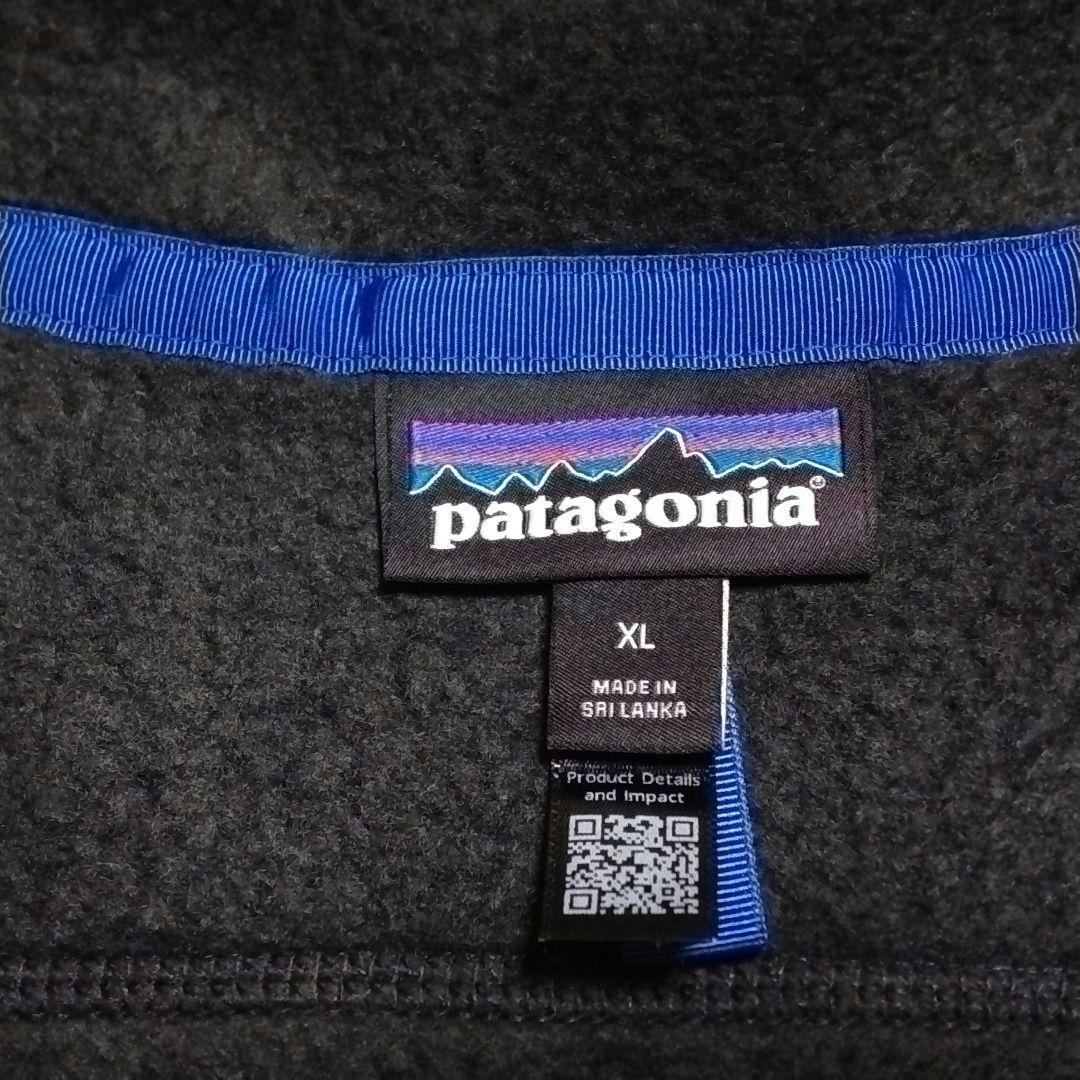 patagonia®
XL
MADE IN
SRI LANKA
Product Details
and Impact